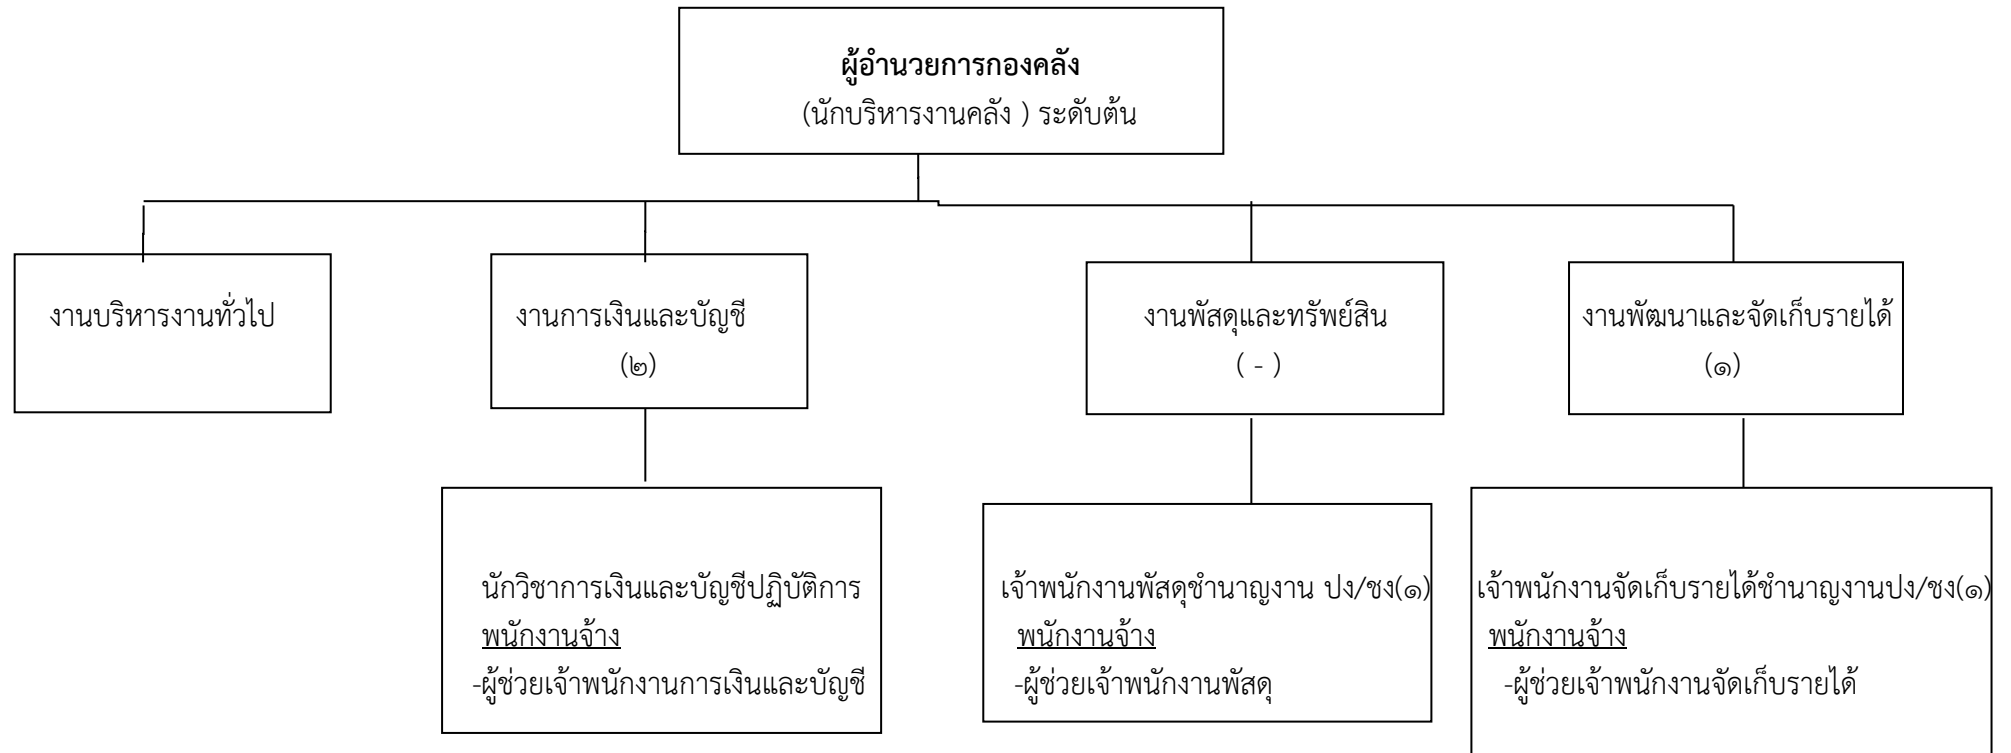 ผู้อำนวยการกองคลัง
(นักบริหารงานคลัง ) ระดับต้น
งานบริหารงานทั่วไป
งานการเงินและบัญชี
(๒)
งานพัสดุและทรัพย์สิน
( - )
งานพัฒนาและจัดเก็บรายได้
(๑)
นักวิชาการเงินและบัญชีปฏิบัติการ
พนักงานจ้าง
-ผู้ช่วยเจ้าพนักงานการเงินและบัญชี
เจ้าพนักงานพัสดุชำนาญงาน ปง/ชง(๑)
พนักงานจ้าง
-ผู้ช่วยเจ้าพนักงานพัสดุ
เจ้าพนักงานจัดเก็บรายได้ชำนาญงานปง/ชง(๑)
พนักงานจ้าง
-ผู้ช่วยเจ้าพนักงานจัดเก็บรายได้